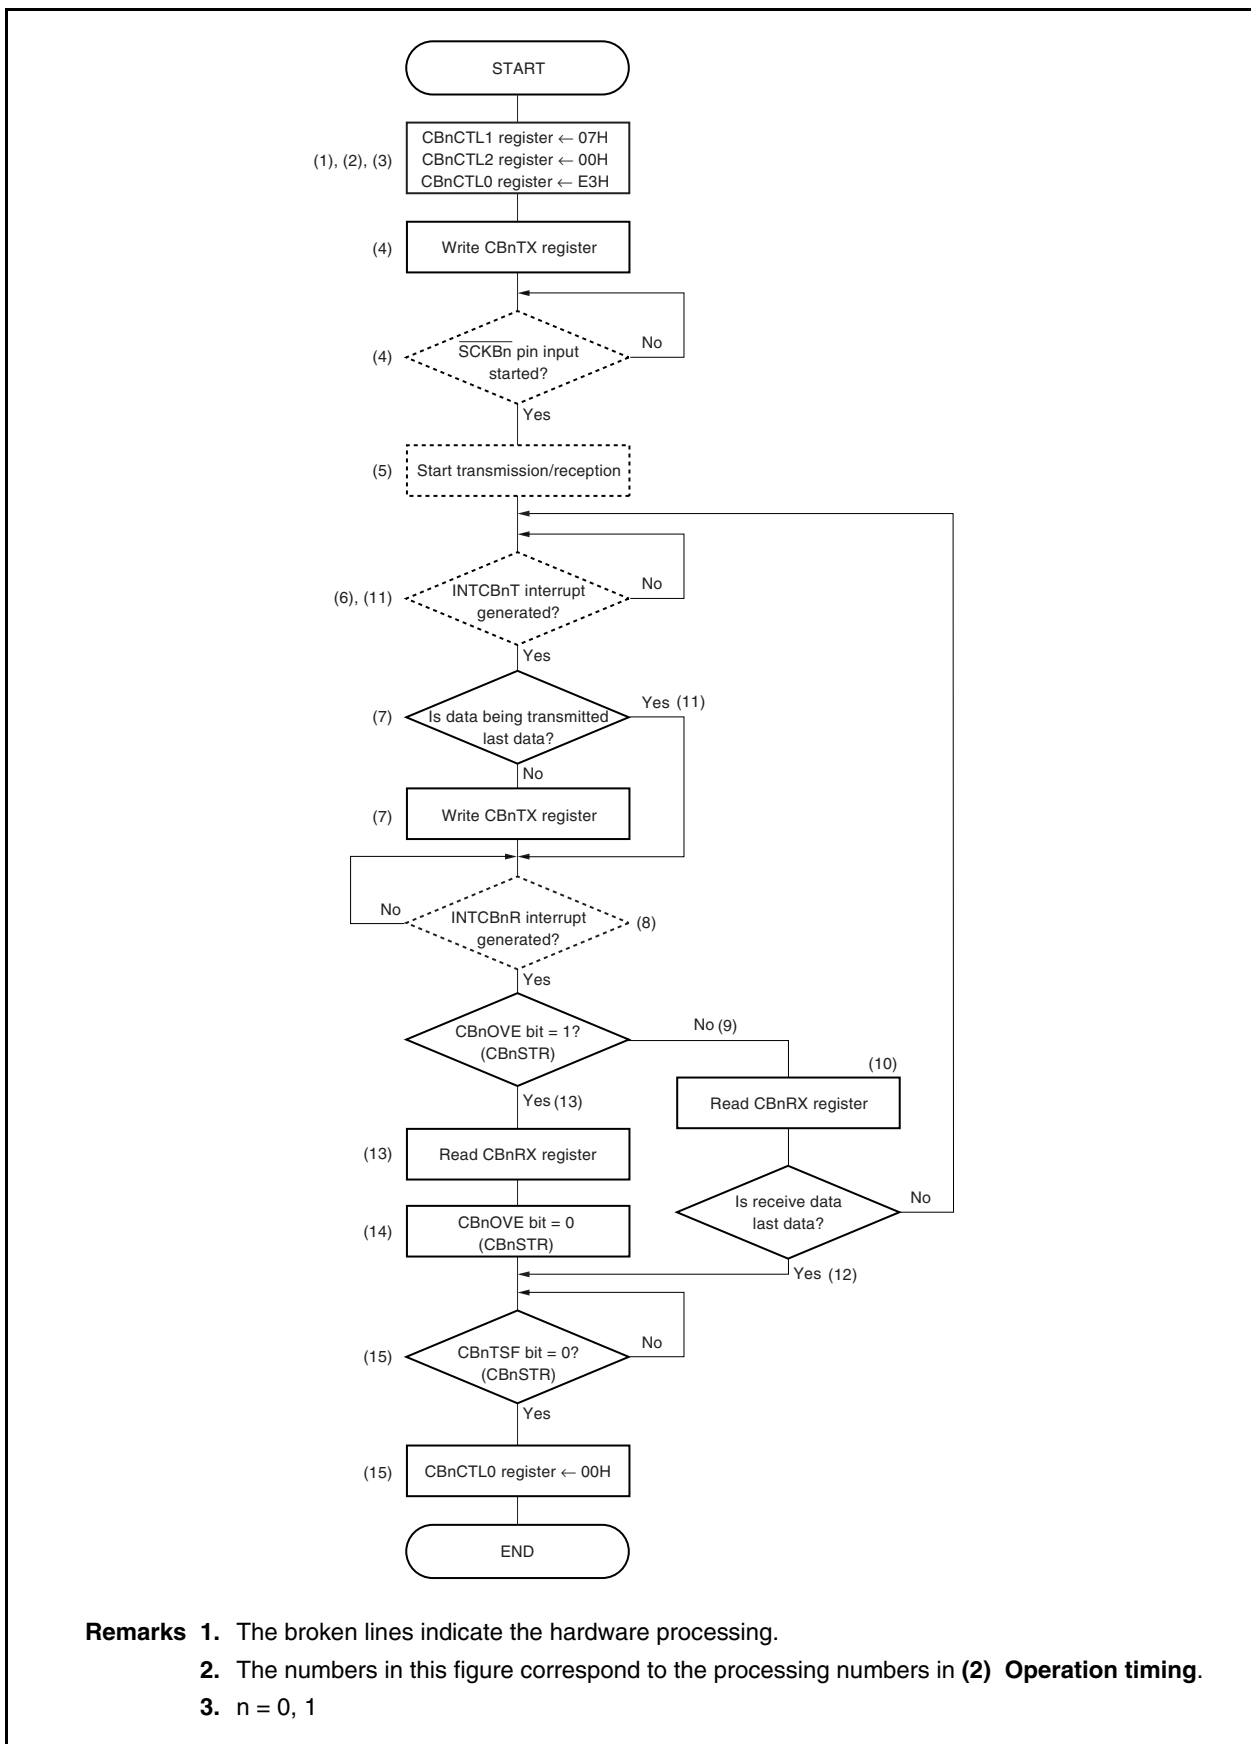 START
(1), (2), (3)
CBnCTL1 register ← 07H
CBnCTL2 register ← 00H
CBnCTL0 register ← E3H
(4)
Write CBnTX register
(4)
SCKBn pin input
started?
No
Yes
(5)
Start transmission/reception
(6), (11)
INTCBnT interrupt
generated?
No
Yes
(7)
Is data being transmitted
last data?
Yes (11)
No
(7)
Write CBnTX register
No
INTCBnR interrupt
generated?
(8)
Yes
CBnOVE bit = 1?
(CBnSTR)
No (9)
(10)
Yes (13)
Read CBnRX register
(13)
Read CBnRX register
Is receive data
last data?
No
(14)
CBnOVE bit = 0
(CBnSTR)
Yes (12)
(15)
CBnTSF bit = 0?
(CBnSTR)
No
Yes
(15)
CBnCTL0 register ← 00H
END
Remarks 1. The broken lines indicate the hardware processing.
2. The numbers in this figure correspond to the processing numbers in (2) Operation timing.
3. n = 0, 1